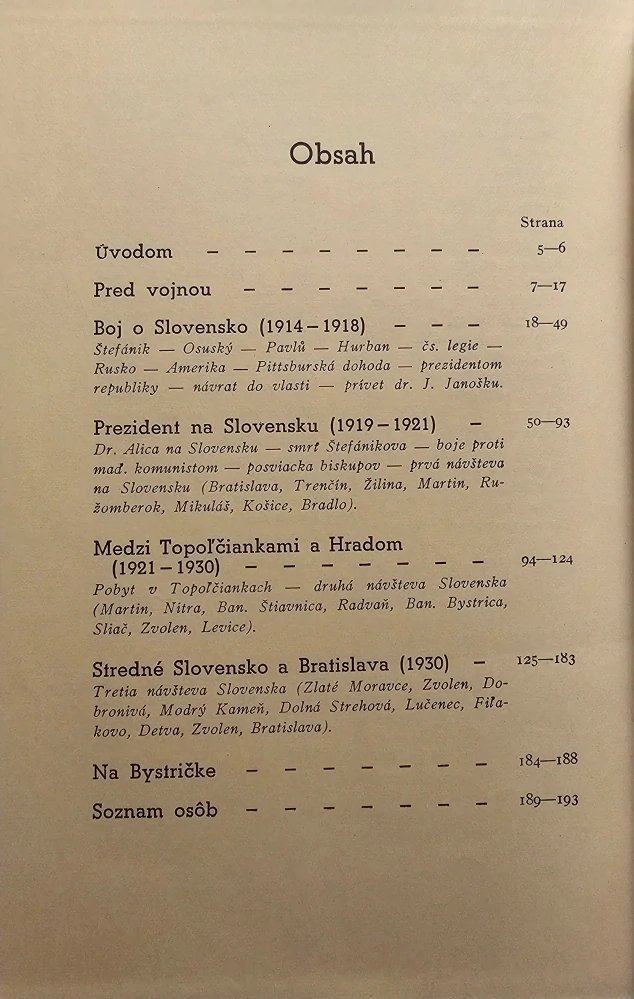 Obsah
Strana
Úvodom — — — — — — — — 5—6
Pred vojnou — — — — — — — 7—17
Boj o Slovensko (1914–1918) — — — 18—49
Štefánik — Osuský — Pavlů — Hurban — čs. legie —
Rusko — Amerika — Pittsburská dohoda — prezidentom
republiky — návrat do vlasti — prívet dr. J. Janošku.
Prezident na Slovensku (1919–1921) — 50—93
Dr. Alica na Slovensku — smrť Štefánikova — boje proti
maď. komunistom — posviacka biskupov — prvá návšteva
na Slovensku (Bratislava, Trenčín, Žilina, Martin, Ru-
žomberok, Mikuláš, Košice, Bradlo).
Medzi Topoľčiankami a Hradom
(1921–1930) — — — — — — — 94—124
Pobyt v Topoľčiankach — druhá návšteva Slovenska
(Martin, Nitra, Ban. Štiavnica, Radvaň, Ban. Bystrica,
Sliač, Zvolen, Levice).
Stredné Slovensko a Bratislava (1930) — 125—183
Tretia návšteva Slovenska (Zlaté Moravce, Zvolen, Do-
bronivá, Modrý Kameň, Dolná Strehová, Lučenec, Fiľa-
kovo, Detva, Zvolen, Bratislava).
Na Bystričke — — — — — — — 184—188
Soznam osôb — — — — — — — 189—193